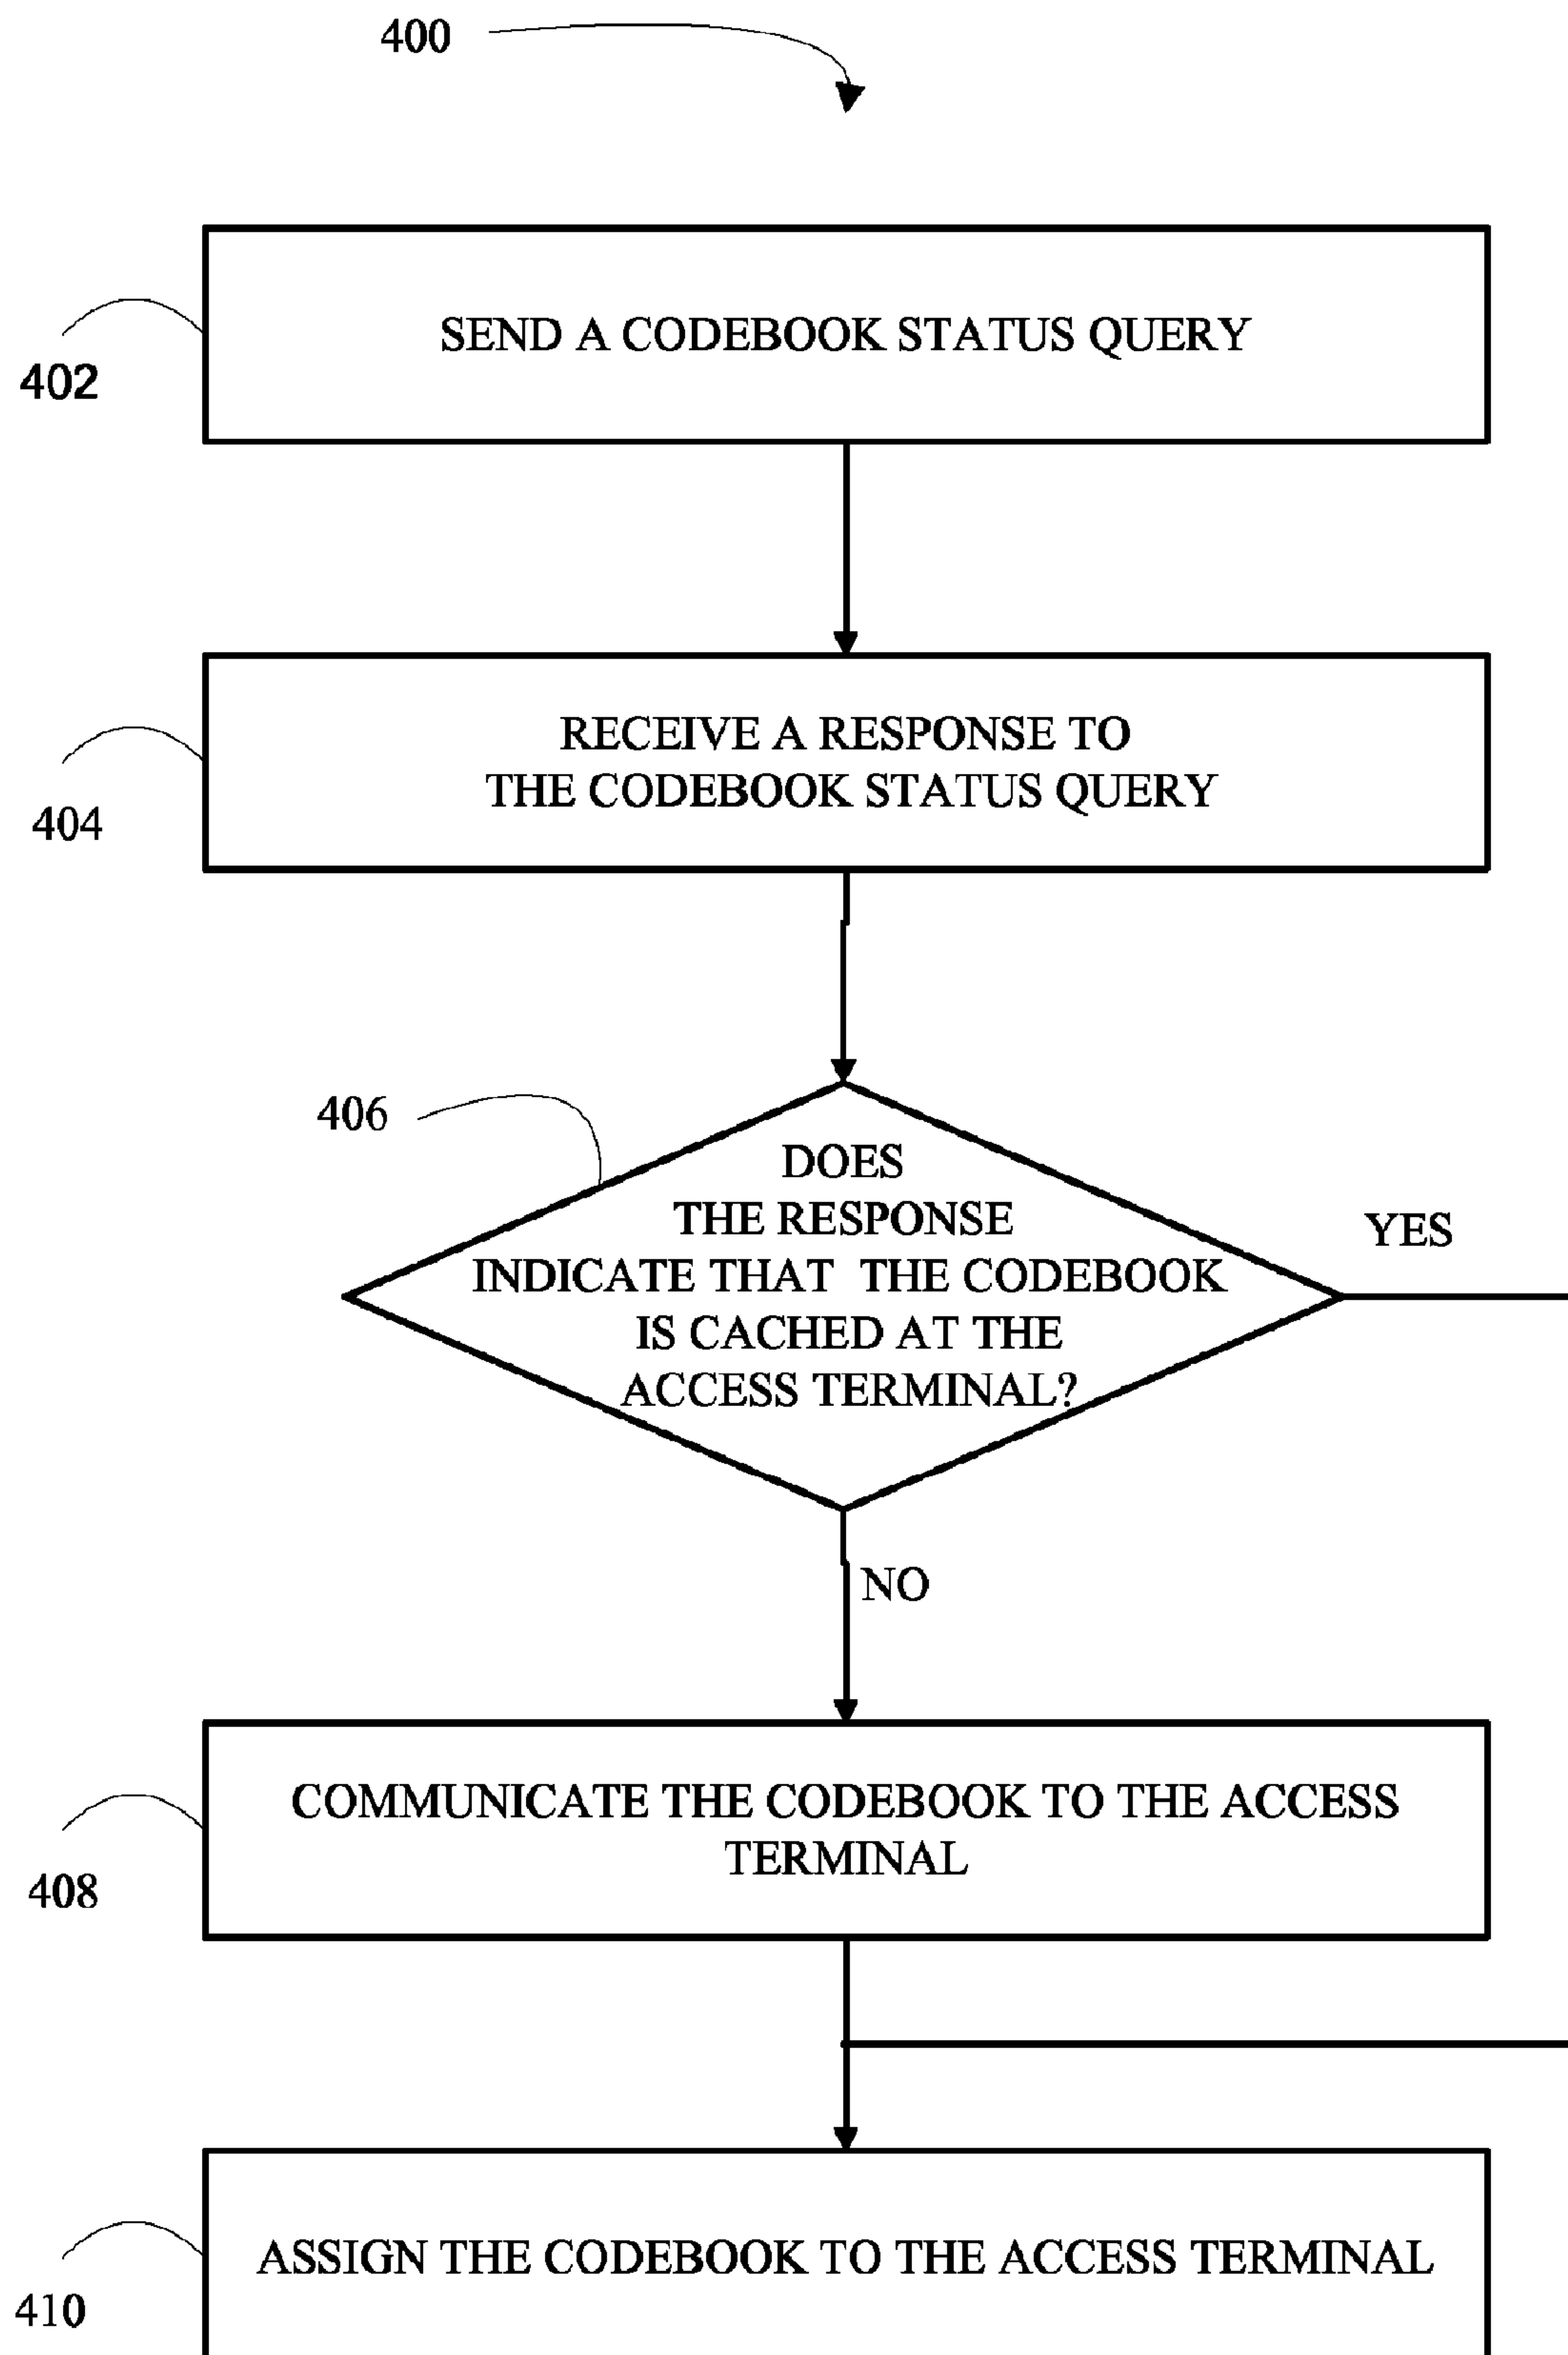 400
SEND A CODEBOOK STATUS QUERY
402
RECEIVE A RESPONSE TO
THE CODEBOOK STATUS QUERY
404
406
DOES
THE RESPONSE
INDICATE THAT THE CODEBOOK
IS CACHED AT THE
ACCESS TERMINAL?
YES
NO
COMMUNICATE THE CODEBOOK TO THE ACCESS
TERMINAL
408
ASSIGN THE CODEBOOK TO THE ACCESS TERMINAL
410